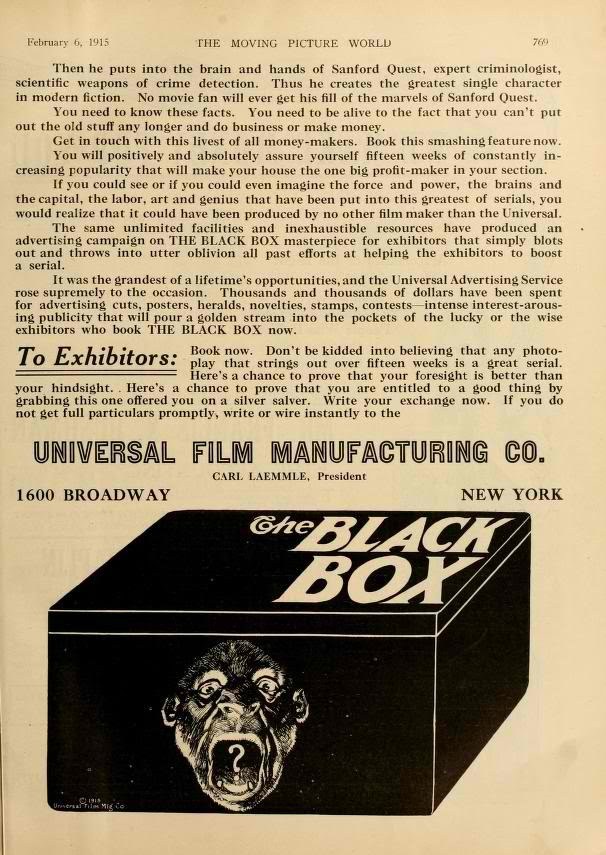 February 6, 1915 THE MOVING PICTURE WORLD 769
Then he puts into the brain and hands of Sanford Quest, expert criminologist,
scientific weapons of crime detection. Thus he creates the greatest single character
in modern fiction. No movie fan will ever get his fill of the marvels of Sanford Quest.
You need to know these facts. You need to be alive to the fact that you can't put
out the old stuff any longer and do business or make money.
Get in touch with this livest of all money-makers. Book this smashing feature now.
You will positively and absolutely assure yourself fifteen weeks of constantly in-
creasing popularity that will make your house the one big profit-maker in your section.
If you could see or if you could even imagine the force and power, the brains and
the capital, the labor, art and genius that have been put into this greatest of serials, you
would realize that it could have been produced by no other film maker than the Universal.
The same unlimited facilities and inexhaustible resources have produced an
advertising campaign on THE BLACK BOX masterpiece for exhibitors that simply blots
out and throws into utter oblivion all past efforts at helping the exhibitors to boost
a serial.
It was the grandest of a lifetime's opportunities, and the Universal Advertising Service
rose supremely to the occasion. Thousands and thousands of dollars have been spent
for advertising cuts, posters, heralds, novelties, stamps, contests—intense interest-arous-
ing publicity that will pour a golden stream into the pockets of the lucky or the wise
exhibitors who book THE BLACK BOX now.
To Exhibitors: Book now. Don't be kidded into believing that any photo-
play that strings out over fifteen weeks is a great serial.
Here's a chance to prove that your foresight is better than
your hindsight. Here's a chance to prove that you are entitled to a good thing by
grabbing this one offered you on a silver salver. Write your exchange now. If you do
not get full particulars promptly, write or wire instantly to the
UNIVERSAL FILM MANUFACTURING CO.
CARL LAEMMLE, President
1600 BROADWAY NEW YORK
The BLACK
BOX
?
© 1915
Universal Film Mfg Co